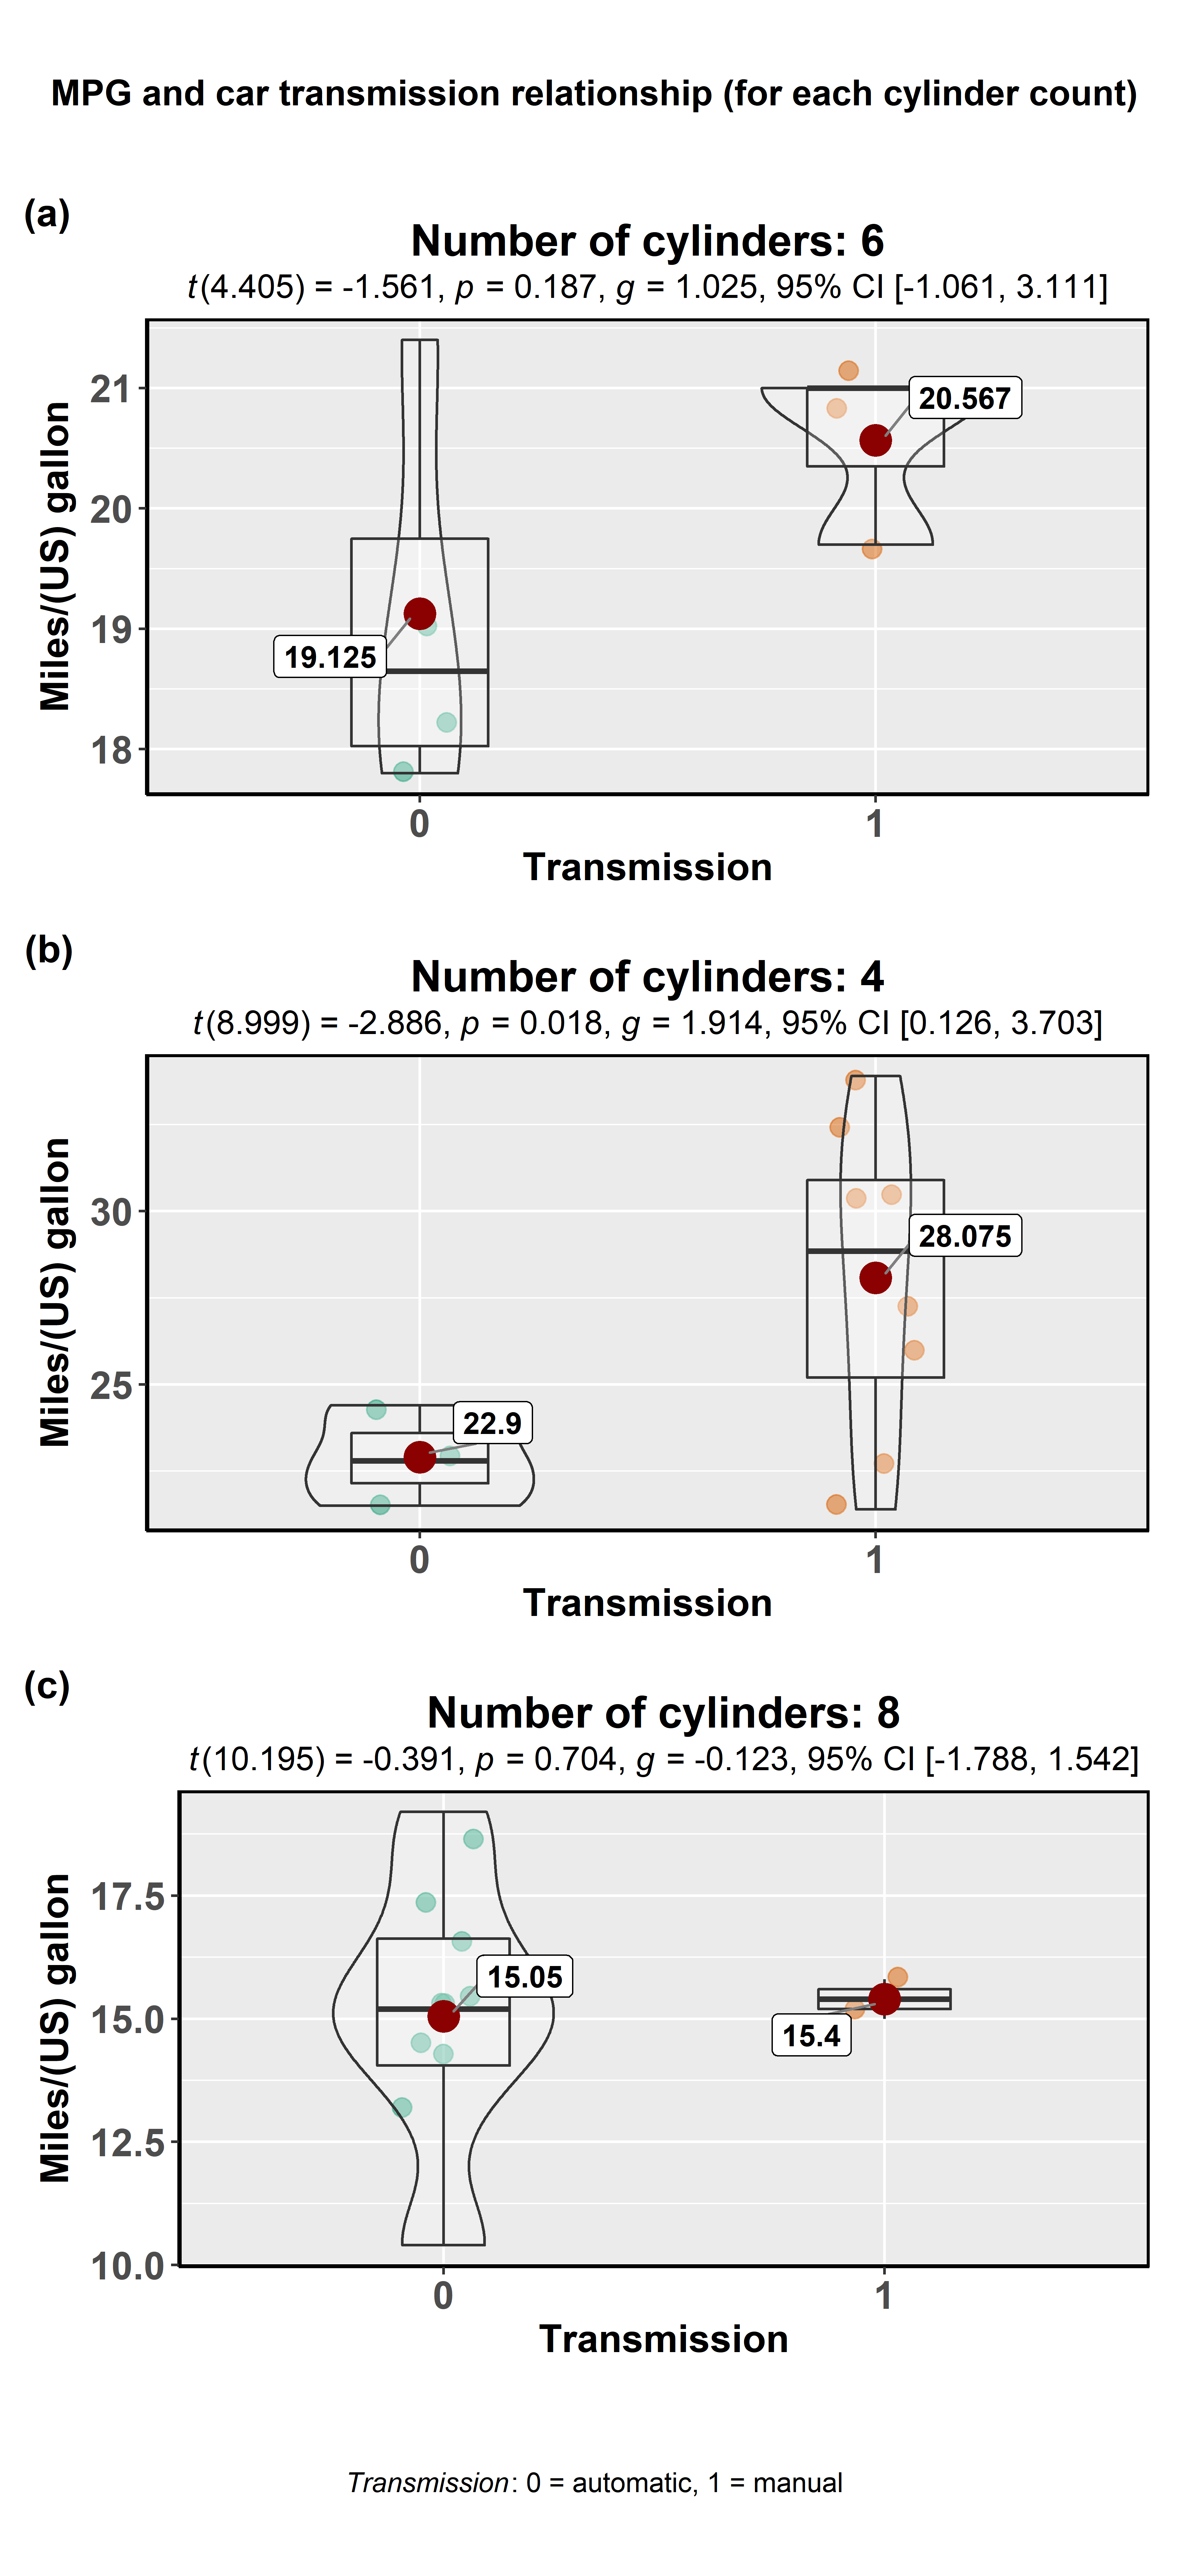 MPG and car transmission relationship (for each cylinder count)
(a)
Number of cylinders: 6
t(4.405) = -1.561, p = 0.187, g = 1.025, 95% CI [-1.061, 3.111]
Miles/(US) gallon
21
20
19
18
20.567
19.125
0 1
Transmission
(b)
Number of cylinders: 4
t(8.999) = -2.886, p = 0.018, g = 1.914, 95% CI [0.126, 3.703]
Miles/(US) gallon
30
25
28.075
22.9
0 1
Transmission
(c)
Number of cylinders: 8
t(10.195) = -0.391, p = 0.704, g = -0.123, 95% CI [-1.788, 1.542]
Miles/(US) gallon
17.5
15.0
12.5
10.0
15.05
15.4
0 1
Transmission
Transmission: 0 = automatic, 1 = manual